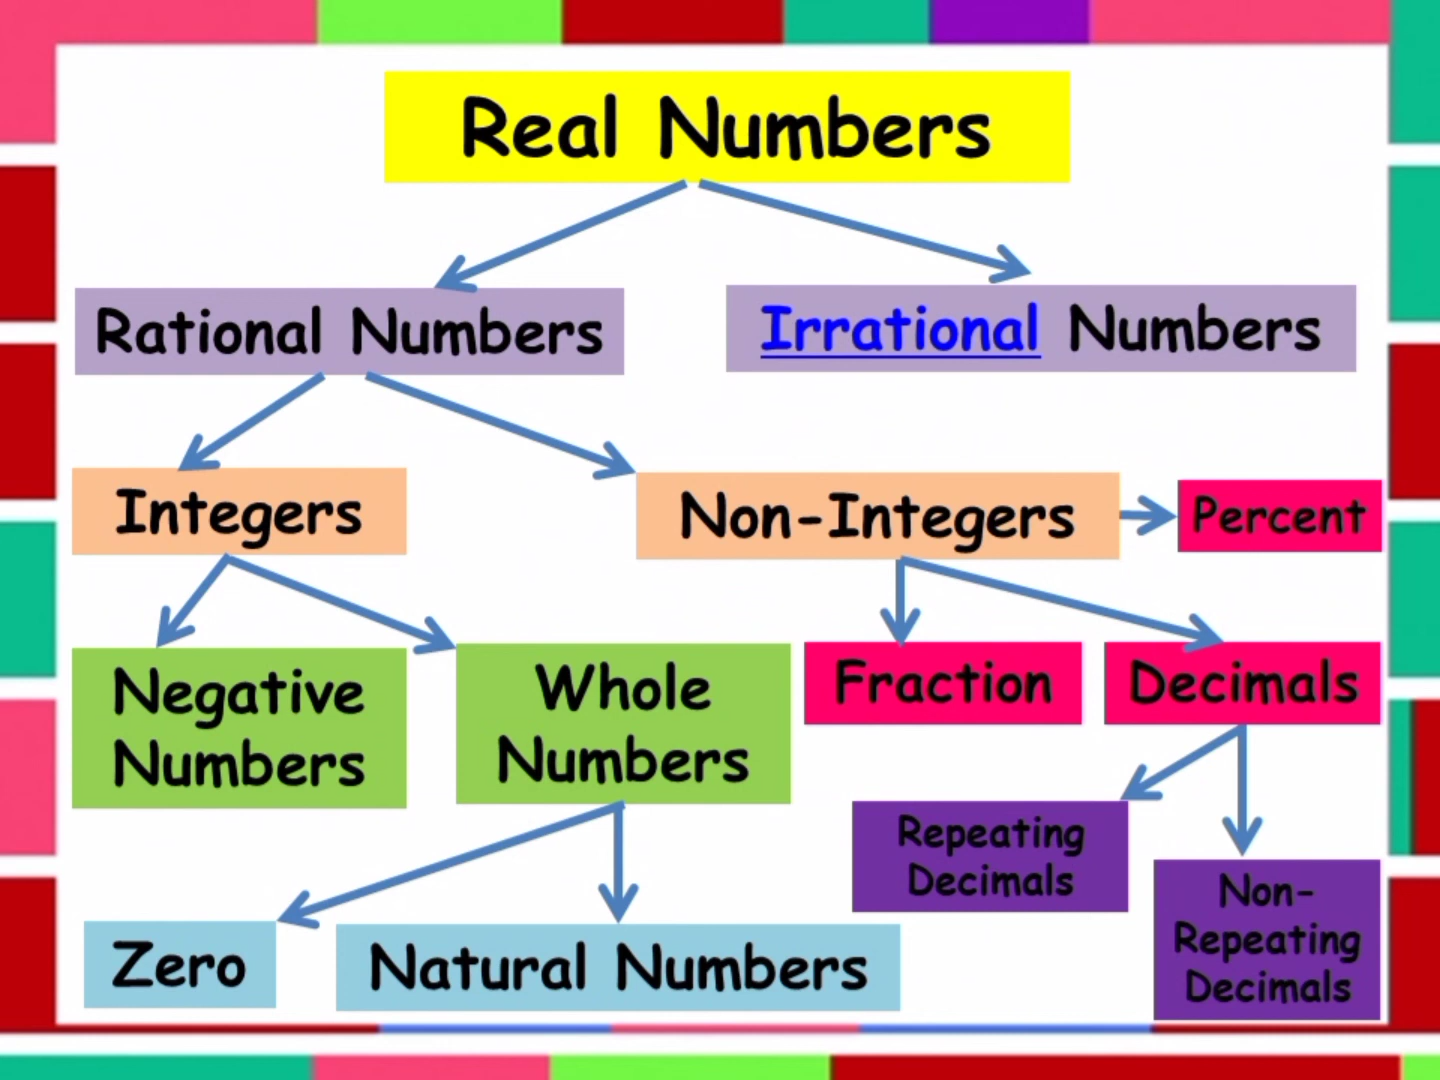 Real Numbers
Rational Numbers
Irrational Numbers
Integers
Non-Integers
Percent
Negative
Numbers
Whole
Numbers
Fraction
Decimals
Repeating
Decimals
Non-
Repeating
Decimals
Zero
Natural Numbers